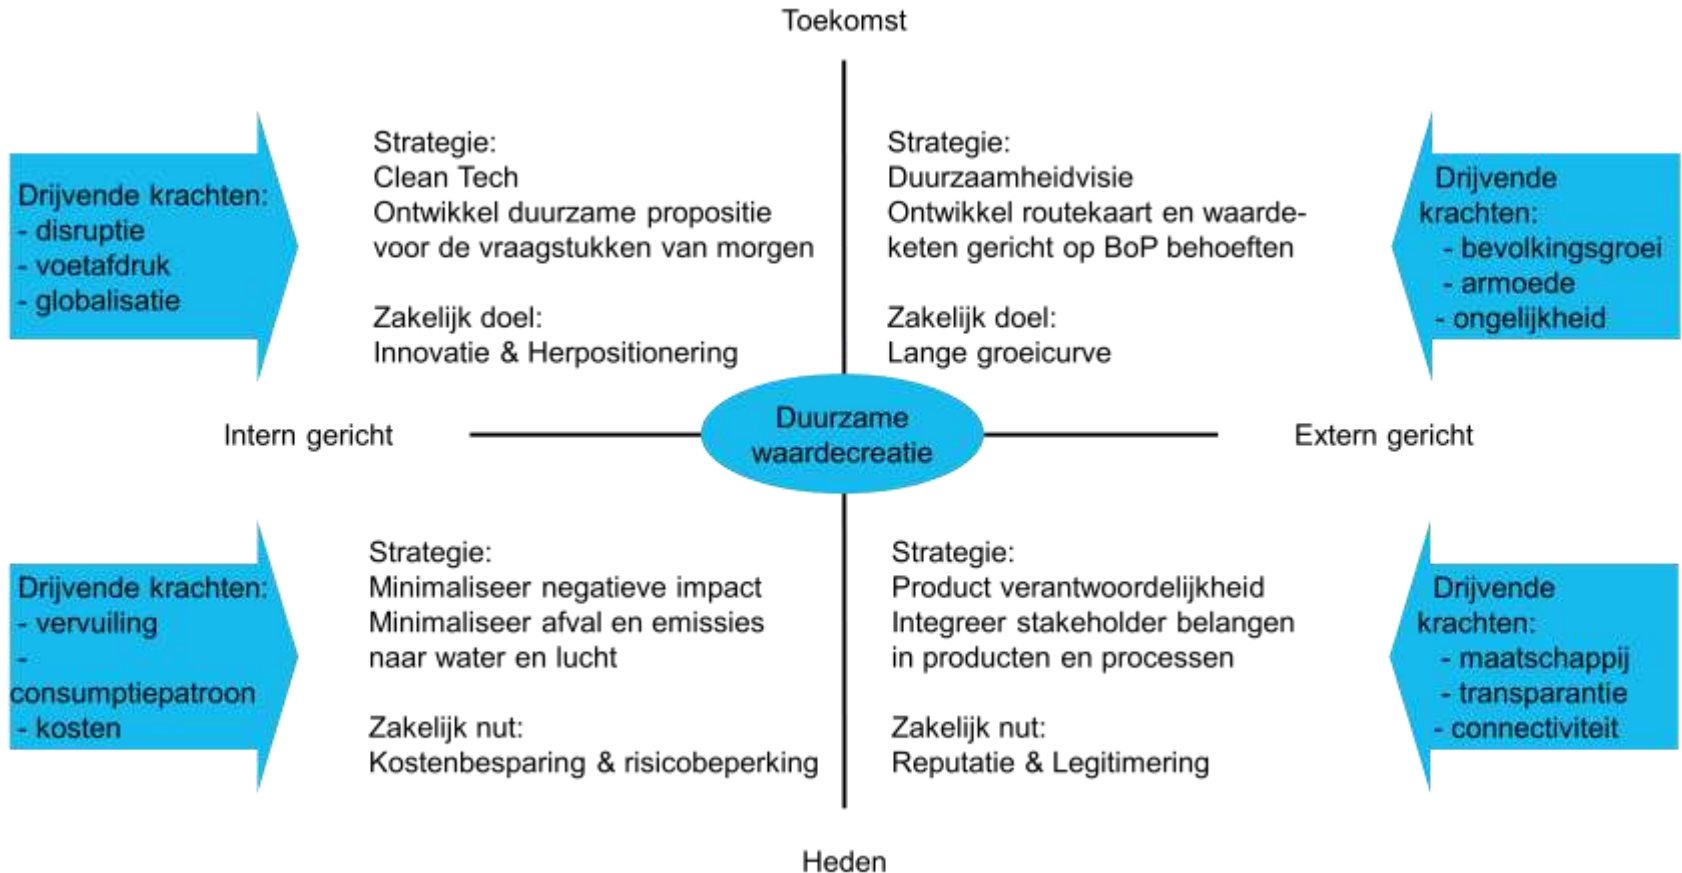 Toekomst
Drijvende krachten:
- disruptie
- voetafdruk
- globalisatie
Strategie:
Clean Tech
Ontwikkel duurzame propositie
voor de vraagstukken van morgen
Zakelijk doel:
Innovatie & Herpositionering
Strategie:
Duurzaamheidvisie
Ontwikkel routekaart en waarde-
keten gericht op BoP behoeften
Zakelijk doel:
Lange groeicurve
Drijvende
krachten:
- bevolkingsgroei
- armoede
- ongelijkheid
Intern gericht
Duurzame
waardecreatie
Extern gericht
Drijvende krachten:
- vervuiling
-
consumptiepatroon
- kosten
Strategie:
Minimaliseer negatieve impact
Minimaliseer afval en emissies
naar water en lucht
Zakelijk nut:
Kostenbesparing & risicobeperking
Strategie:
Product verantwoordelijkheid
Integreer stakeholder belangen
in producten en processen
Zakelijk nut:
Reputatie & Legitimering
Drijvende
krachten:
- maatschappij
- transparantie
- connectiviteit
Heden